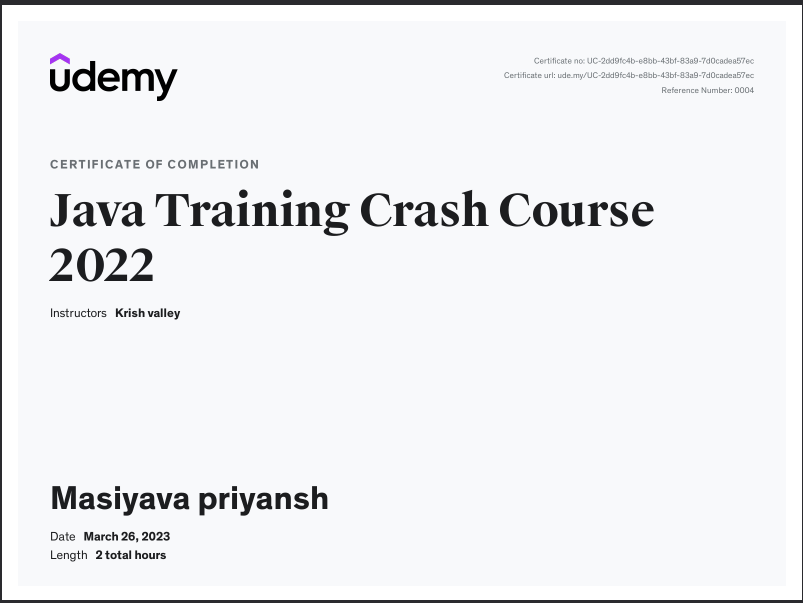 udemy
Certificate no: UC-2dd9fc4b-e8bb-43bf-83a9-7d0cadea57ec
Certificate url: ude.my/UC-2dd9fc4b-e8bb-43bf-83a9-7d0cadea57ec
Reference Number: 0004
CERTIFICATE OF COMPLETION
Java Training Crash Course
2022
Instructors Krish valley
Masiyava priyansh
Date March 26, 2023
Length 2 total hours